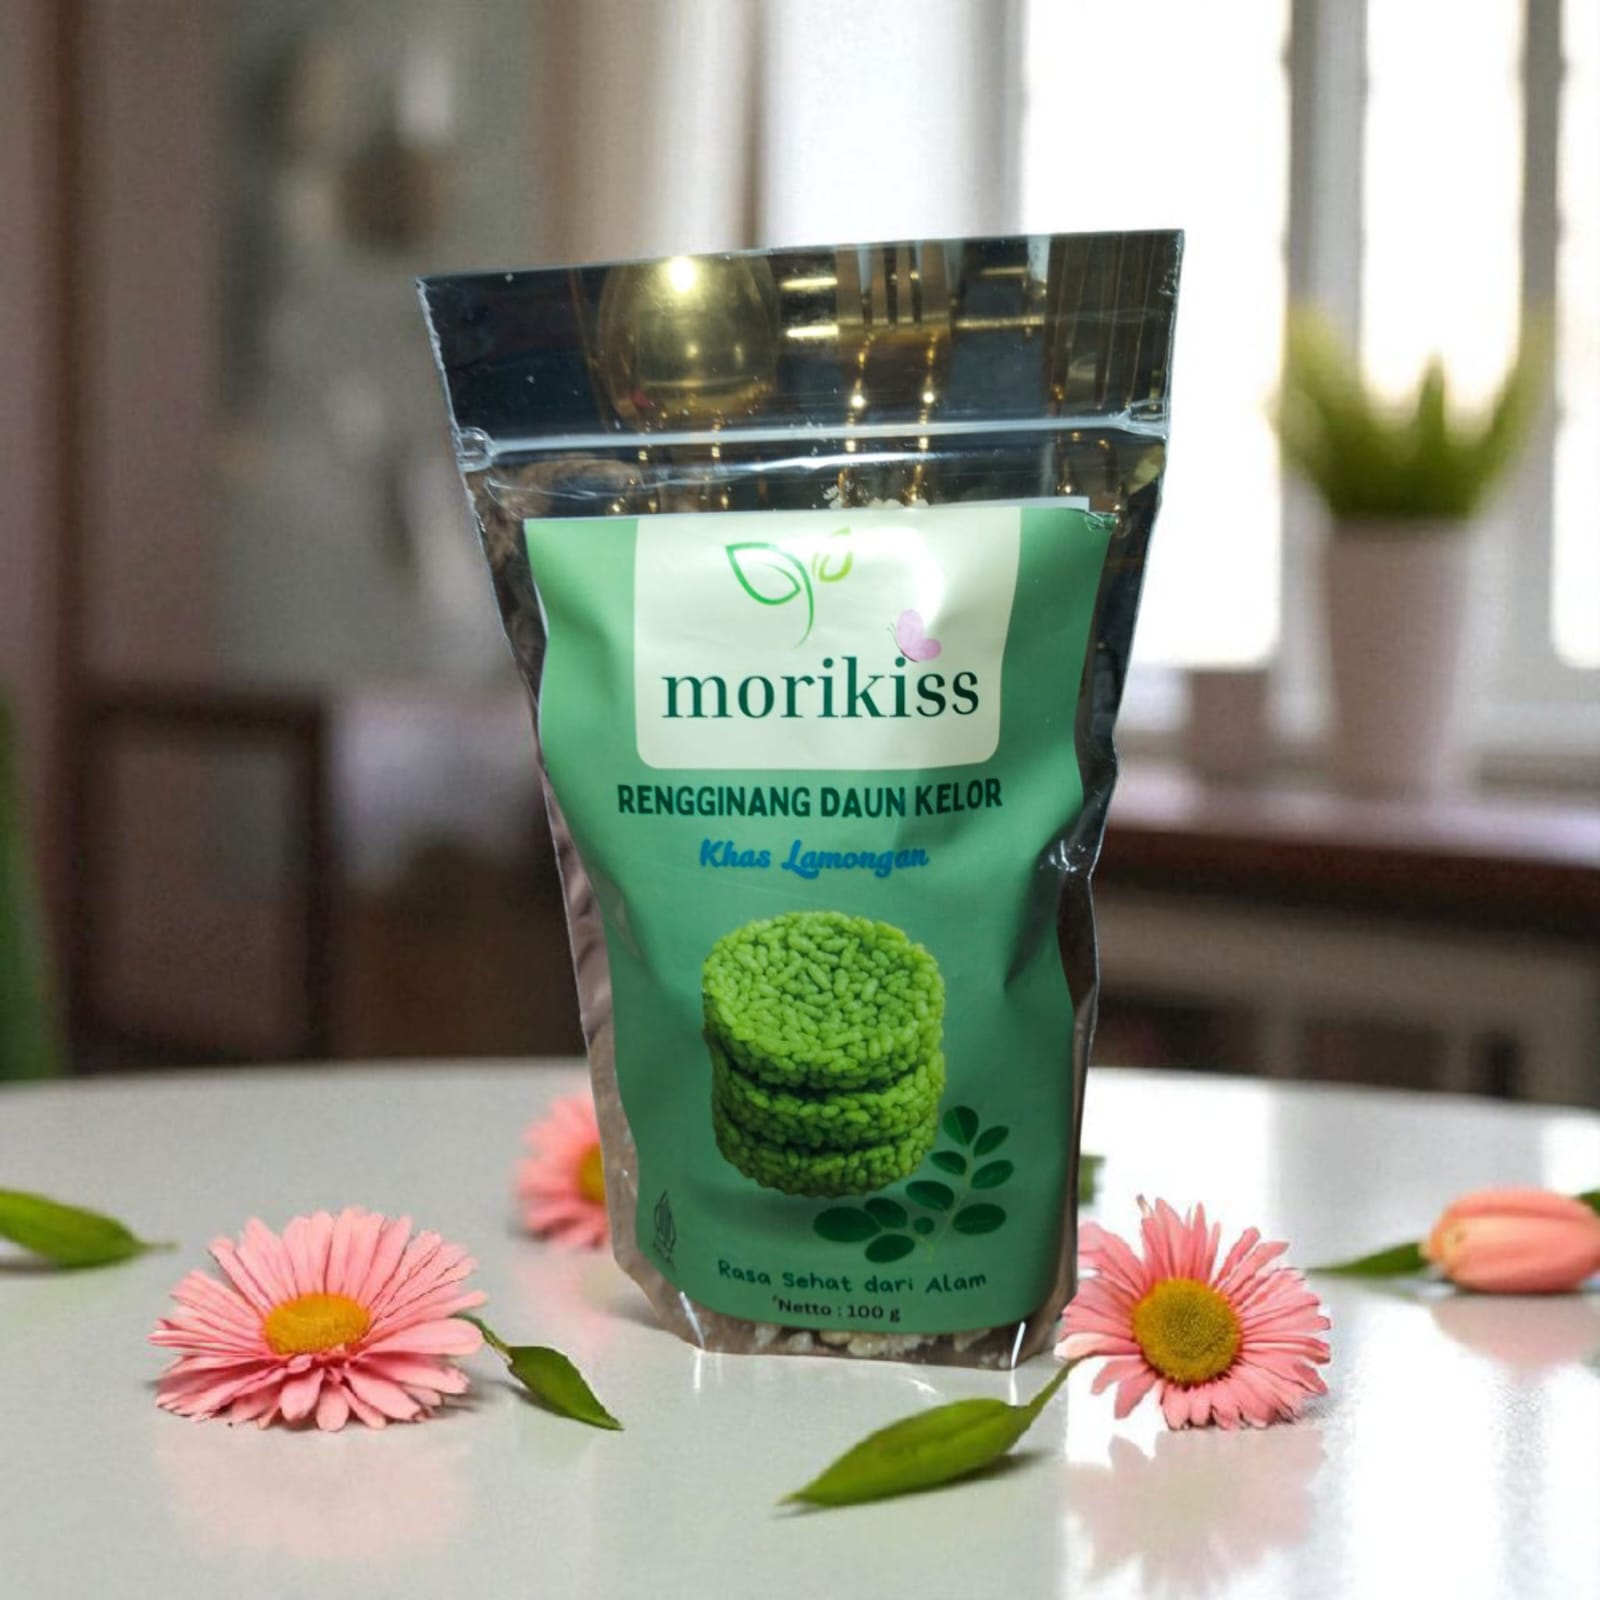 morikiss
RENGGINANG DAUN KELOR
Khas Lamongan
Rasa Sehat dari Alam
Netto : 100 g